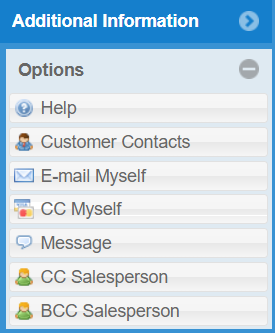 Additional Information
Options
Help
Customer Contacts
E-mail Myself
CC Myself
Message
CC Salesperson
BCC Salesperson